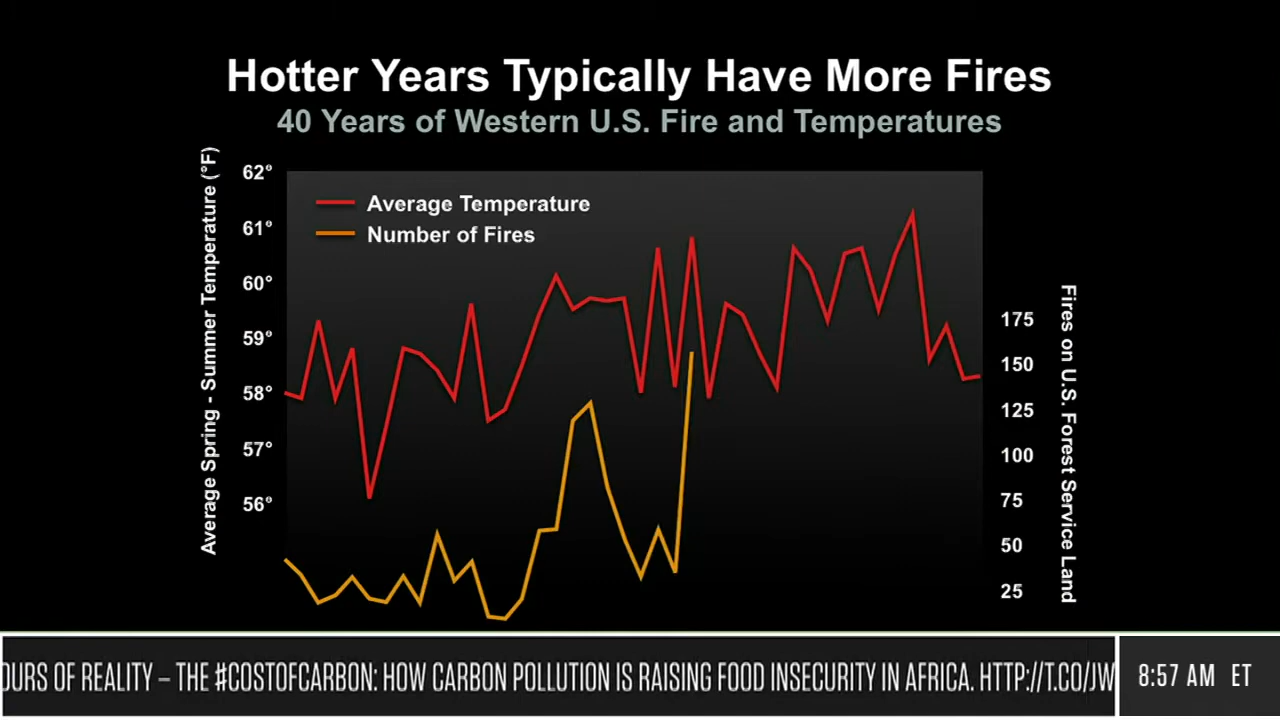 Hotter Years Typically Have More Fires
40 Years of Western U.S. Fire and Temperatures
Average Spring - Summer Temperature (°F)
62°
61°
60°
59°
58°
57°
56°
Average Temperature
Number of Fires
175
150
125
100
75
50
25
Fires on U.S. Forest Service Land
OURS OF REALITY – THE #COSTOFCARBON: HOW CARBON POLLUTION IS RAISING FOOD INSECURITY IN AFRICA. HTTP://T.CO/JW
8:57 AM ET